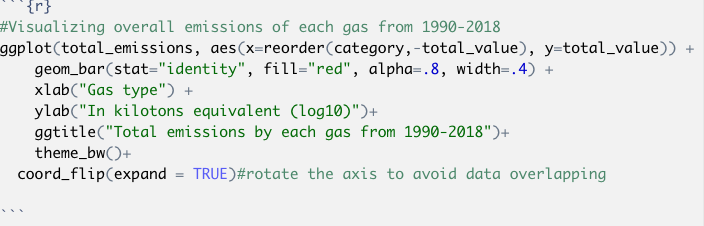 ```{r}
#Visualizing overall emissions of each gas from 1990-2018
ggplot(total_emissions, aes(x=reorder(category,-total_value), y=total_value)) +
    geom_bar(stat="identity", fill="red", alpha=.8, width=.4) +
    xlab("Gas type") +
    ylab("In kilotons equivalent (log10)")+
    ggtitle("Total emissions by each gas from 1990-2018")+
    theme_bw()+
  coord_flip(expand = TRUE)#rotate the axis to avoid data overlapping
```